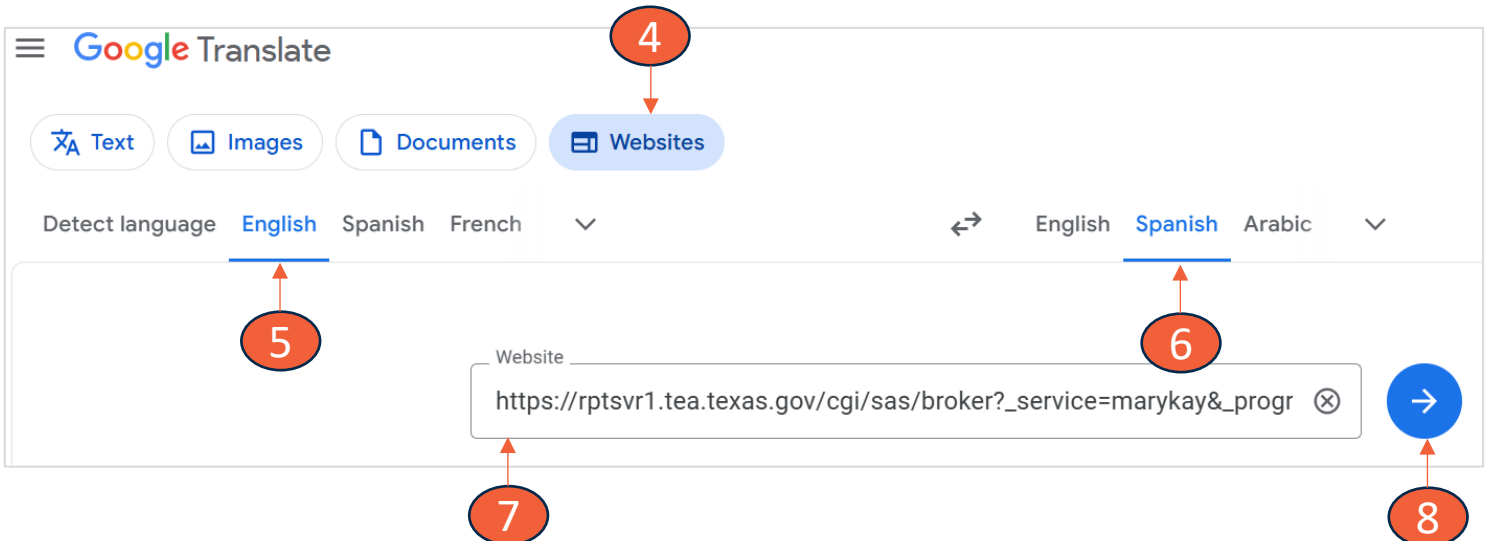 4
Google Translate
Text Images Documents Websites
Detect language English Spanish French English Spanish Arabic
5 6
Website
https://rptsvr1.tea.texas.gov/cgi/sas/broker?_service=marykay&_progr
7 8